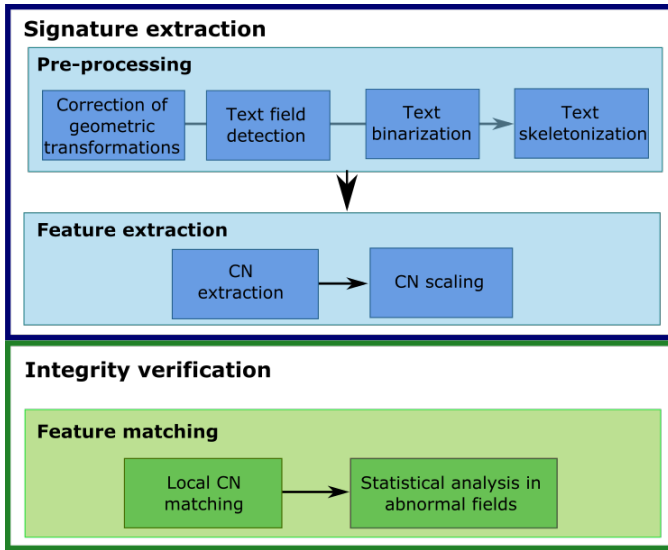 Signature extraction
Pre-processing
Correction of
geometric
transformations
Text field
detection
Text
binarization
Text
skeletonization
Feature extraction
CN
extraction
CN scaling
Integrity verification
Feature matching
Local CN
matching
Statistical analysis in
abnormal fields